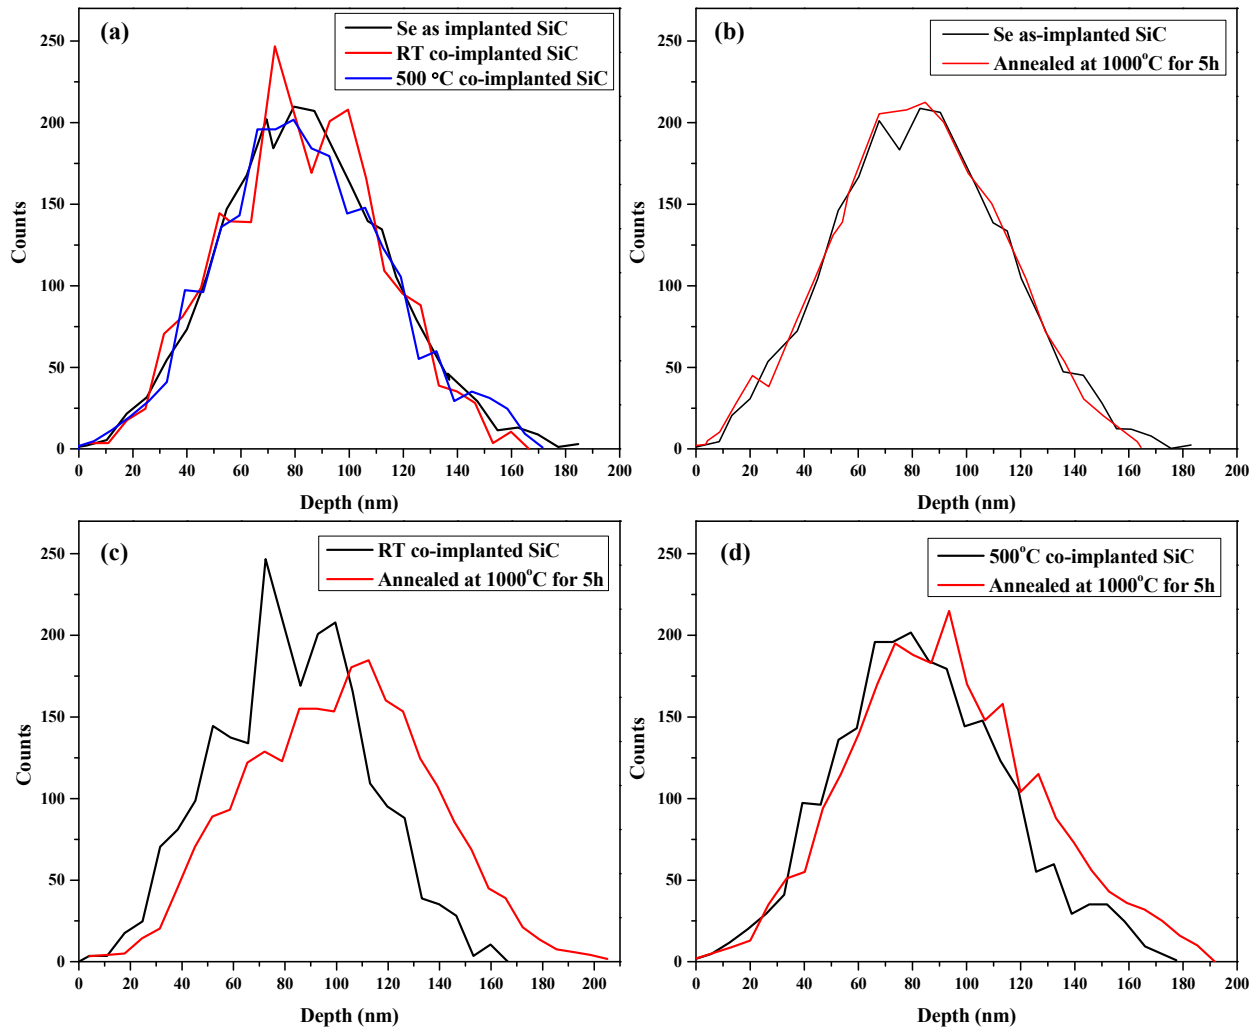 (a)
Se as implanted SiC
RT co-implanted SiC
500 °C co-implanted SiC
250
200
150
100
50
0
Counts
0 20 40 60 80 100 120 140 160 180 200
Depth (nm)
(b)
Se as-implanted SiC
Annealed at 1000°C for 5h
250
200
150
100
50
0
Counts
0 20 40 60 80 100 120 140 160 180 200
Depth (nm)
(c)
RT co-implanted SiC
Annealed at 1000°C for 5h
250
200
150
100
50
0
Counts
0 20 40 60 80 100 120 140 160 180 200
Depth (nm)
(d)
500°C co-implanted SiC
Annealed at 1000°C for 5h
250
200
150
100
50
0
Counts
0 20 40 60 80 100 120 140 160 180 200
Depth (nm)